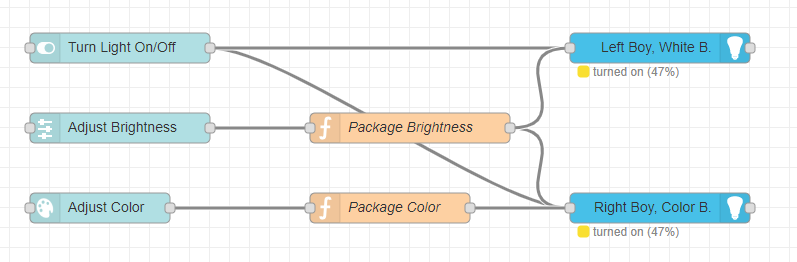 Turn Light On/Off
Left Boy, White B.
turned on (47%)
Adjust Brightness
Package Brightness
Adjust Color
Package Color
Right Boy, Color B.
turned on (47%)